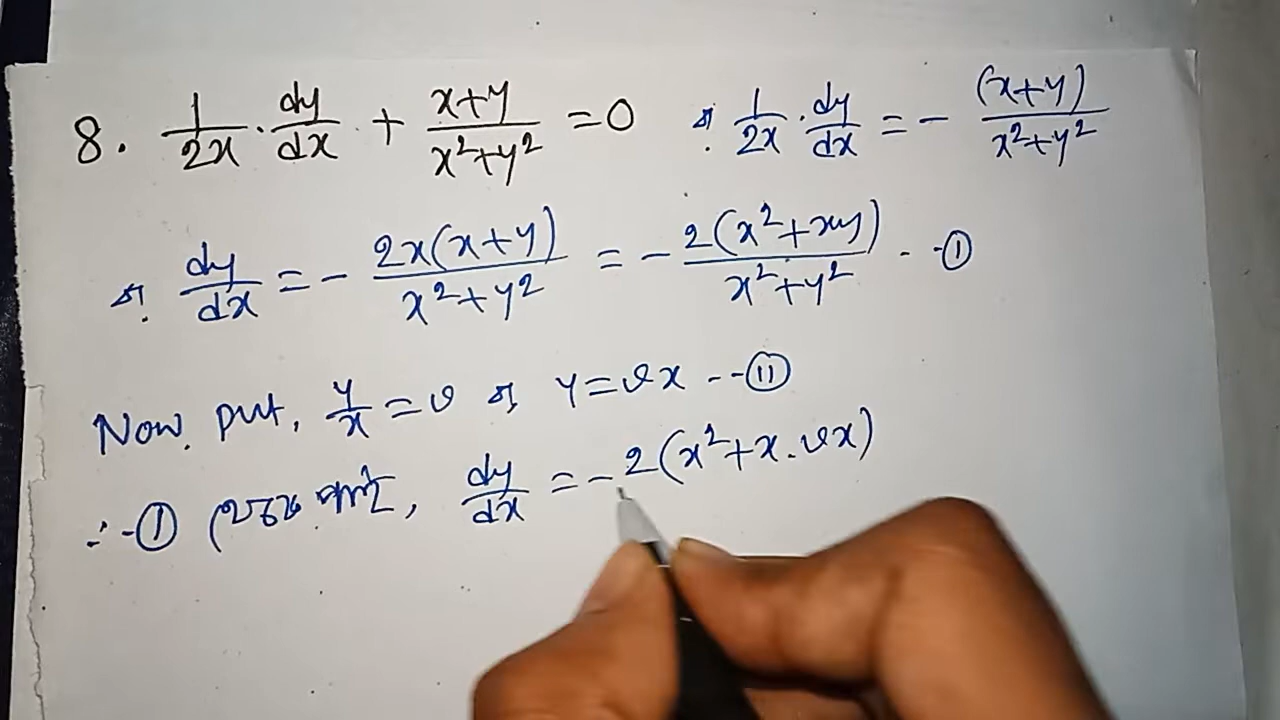 8. 1/2x · dy/dx + x+y/x²+y² = 0 বা, 1/2x · dy/dx = - (x+y)/x²+y²
বা, dy/dx = - 2x(x+y)/x²+y² = - 2(x²+xy)/x²+y² - -①
Now put, y/x = v বা, y = vx --⑪
∴ -① থেকে পাই, dy/dx = - 2(x²+x.vx)